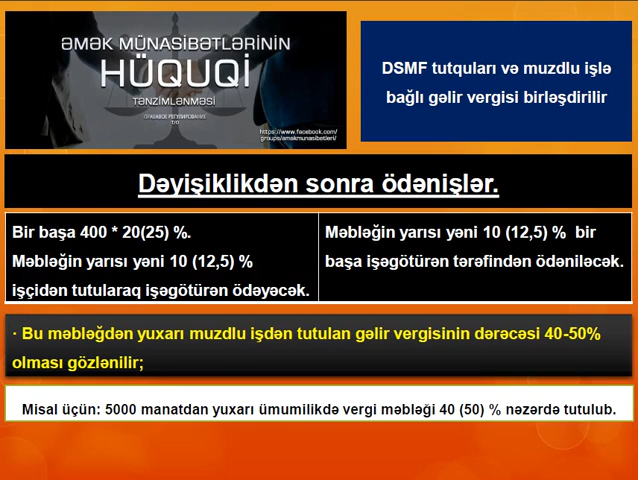 ƏMƏK MÜNASİBƏTLƏRİNİN
HÜQUQİ
TƏNZİMLƏNMƏSİ
ПРАВОВОЕ РЕГУЛИРОВАНИЕ
https://www.facebook.com/
groups/amakmunasibetleri/
DSMF tutquları və muzdlu işlə
bağlı gəlir vergisi birləşdirilir
Dəyişiklikdən sonra ödənişlər.
Bir başa 400 * 20(25) %.
Məbləğin yarısı yəni 10 (12,5) %
işçidən tutularaq işəgötürən ödəyəcək.
Məbləğin yarısı yəni 10 (12,5) % bir
başa işəgötürən tərəfindən ödəniləcək.
· Bu məbləğdən yuxarı muzdlu işdən tutulan gəlir vergisinin dərəcəsi 40-50%
olması gözlənilir;
Misal üçün: 5000 manatdan yuxarı ümumilikdə vergi məbləği 40 (50) % nəzərdə tutulub.